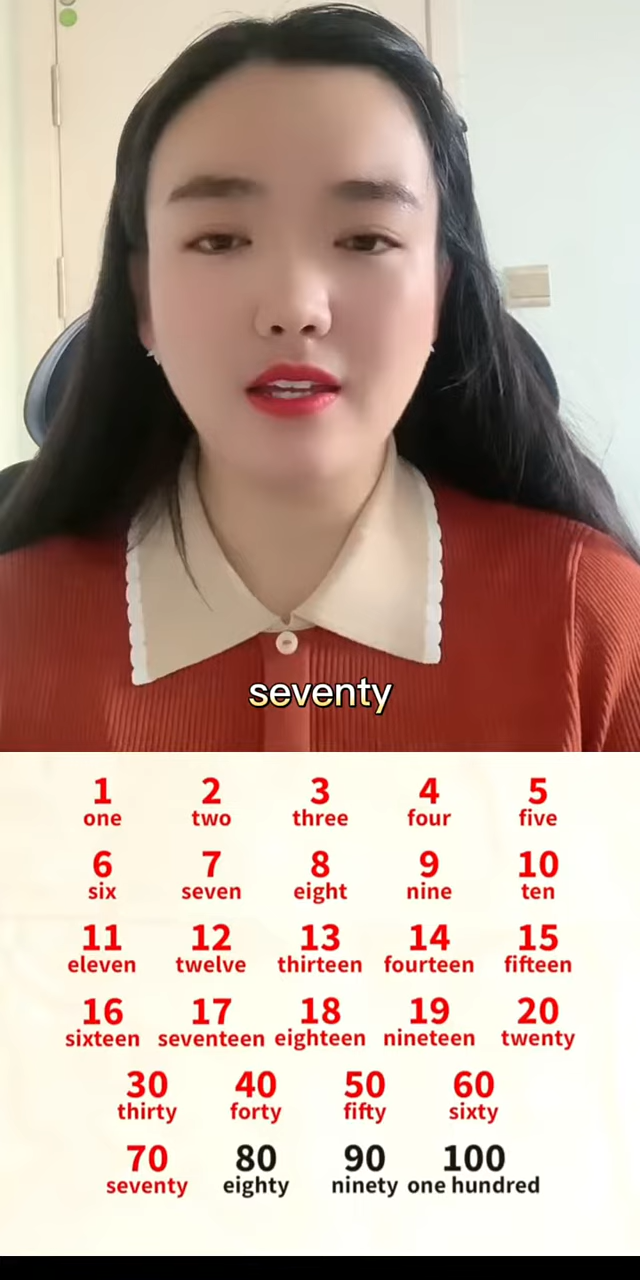 seventy
1 2 3 4 5
one two three four five
6 7 8 9 10
six seven eight nine ten
11 12 13 14 15
eleven twelve thirteen fourteen fifteen
16 17 18 19 20
sixteen seventeen eighteen nineteen twenty
30 40 50 60
thirty forty fifty sixty
70 80 90 100
seventy eighty ninety one hundred